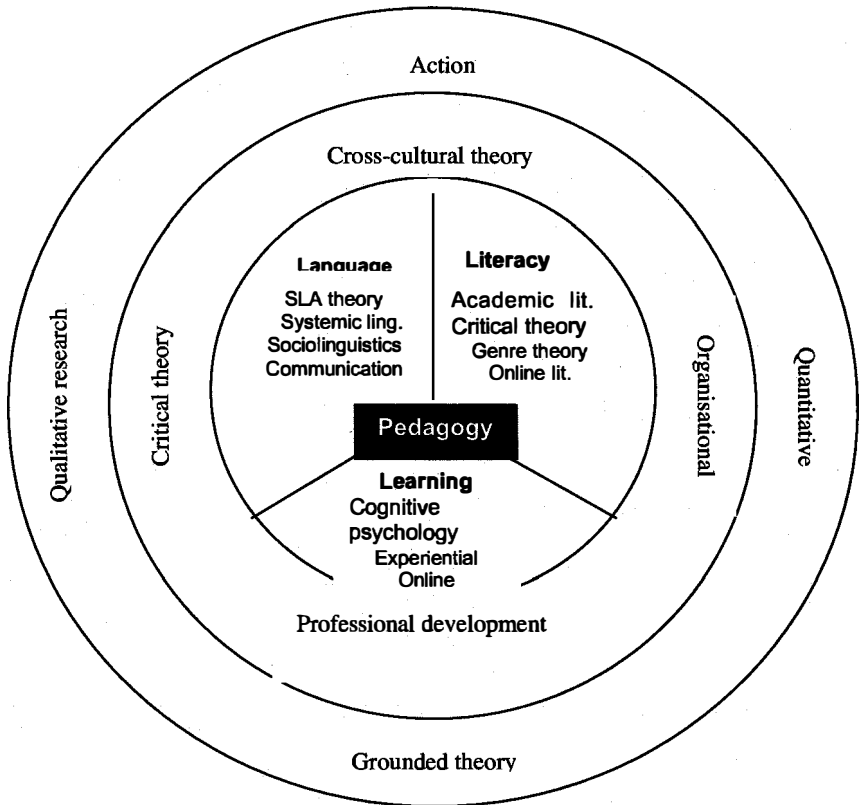 Action
Cross-cultural theory
Language
SLA theory
Systemic ling.
Sociolinguistics
Communication
Literacy
Academic lit.
Critical theory
Genre theory
Online lit.
Qualitative research
Critical theory
Organisational
Quantitative
Pedagogy
Learning
Cognitive
psychology
Experiential
Online
Professional development
Grounded theory